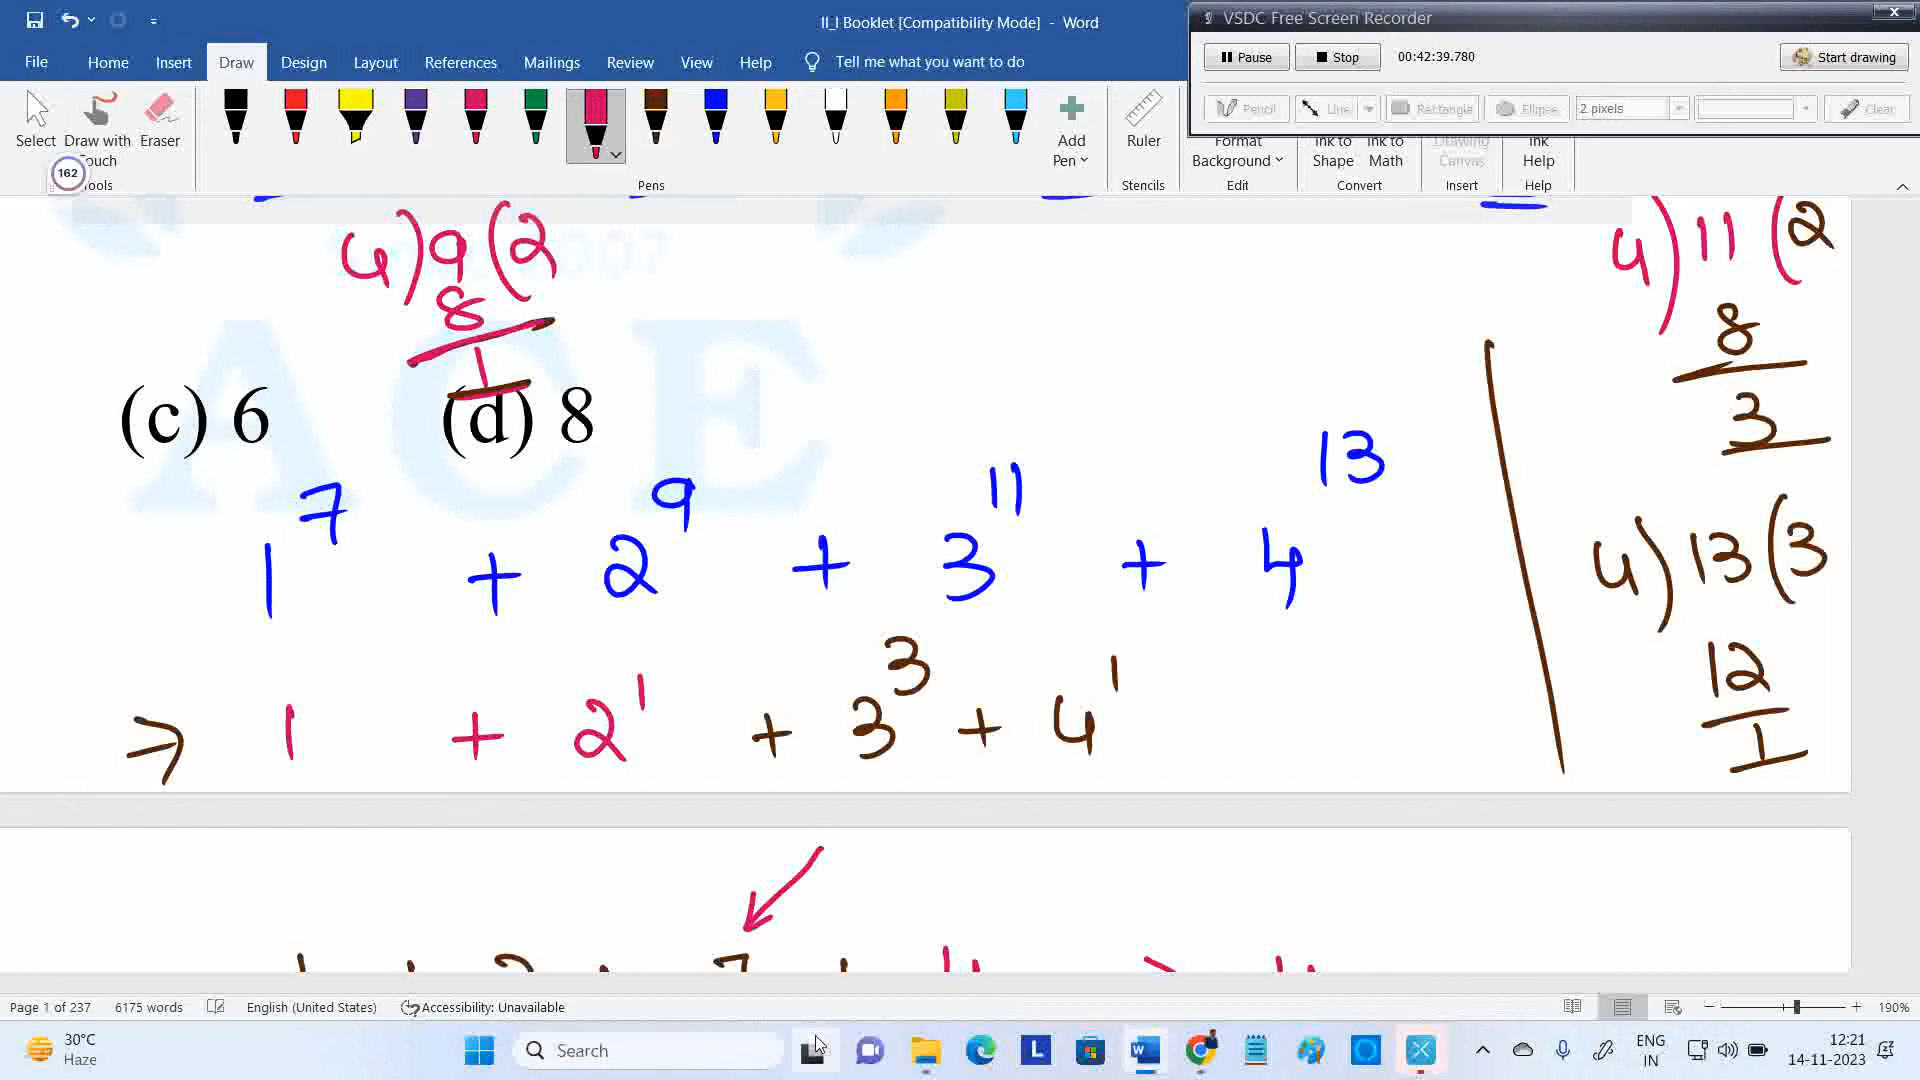 II_I Booklet [Compatibility Mode] - Word
VSDC Free Screen Recorder
Pause Stop 00:42:39.780 Start drawing
File Home Insert Draw Design Layout References Mailings Review View Help Tell me what you want to do
Pencil Line Rectangle Ellipse 2 pixels Clear
Select Draw with Touch Eraser
Add Pen
Ruler
Format Background
Ink to Shape
Ink to Math
Drawing Canvas
Ink Help
162
Tools Pens Stencils Edit Convert Insert Help
4)9(2
8
1
4)11(2
8
3
(c) 6 (d) 8
1^7 + 2^9 + 3^11 + 4^13
4)13(3
12
1
⇒ 1 + 2^1 + 3^3 + 4^1
Page 1 of 237 6175 words English (United States) Accessibility: Unavailable 190%
30°C
Haze
Search
ENG
IN
12:21
14-11-2023